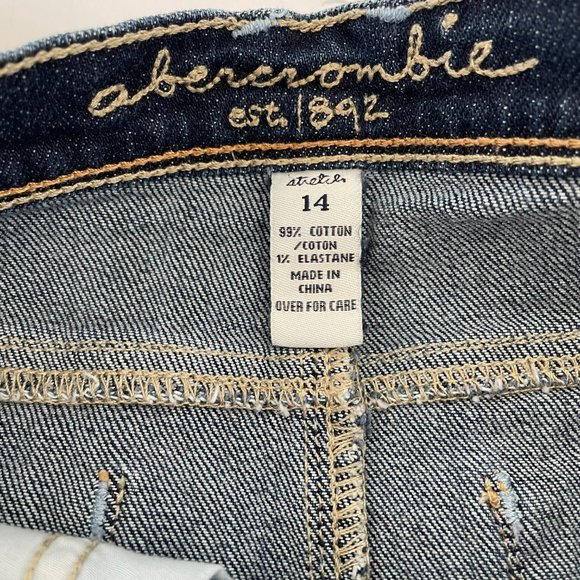 abercrombie
est. 1892
stretch
14
99% COTTON
/COTON
1% ELASTANE
MADE IN
CHINA
OVER FOR CARE